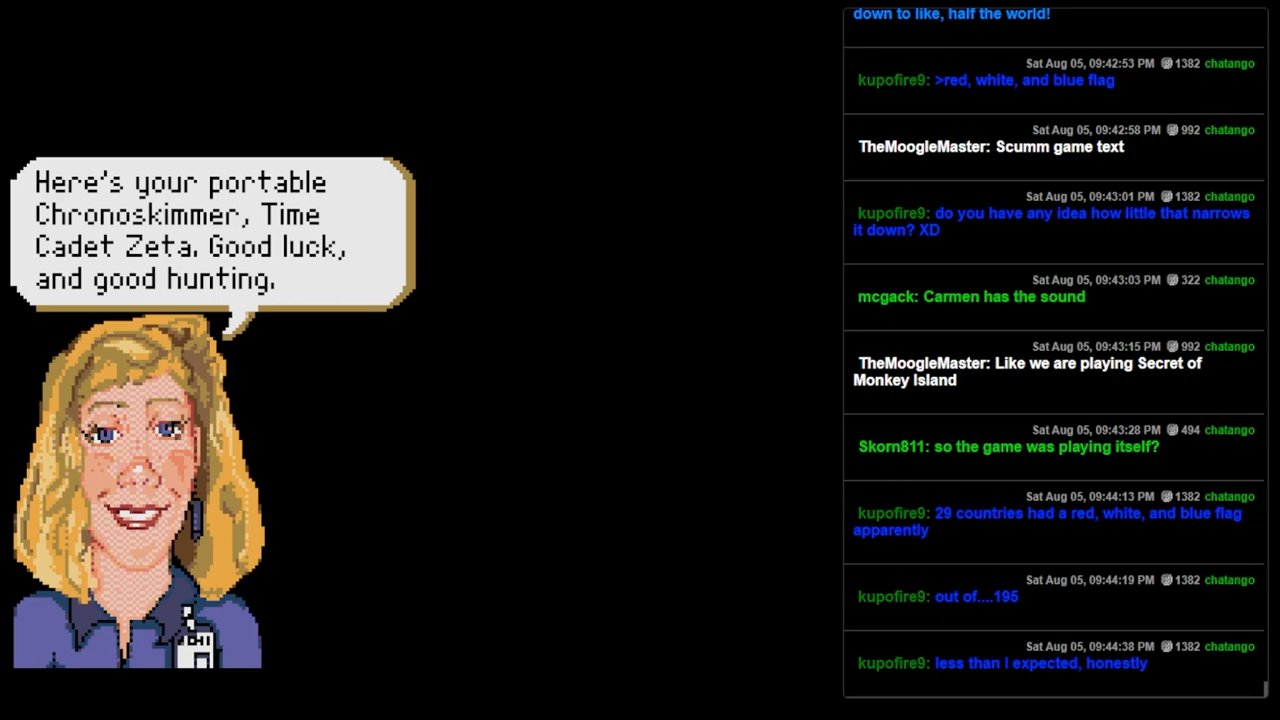 Here's your portable
Chronoskimmer, Time
Cadet Zeta. Good luck,
and good hunting.
down to like, half the world!
Sat Aug 05, 09:42:53 PM 1382 chatango
kupofire9: >red, white, and blue flag
Sat Aug 05, 09:42:58 PM 992 chatango
TheMoogleMaster: Scumm game text
Sat Aug 05, 09:43:01 PM 1382 chatango
kupofire9: do you have any idea how little that narrows
it down? XD
Sat Aug 05, 09:43:03 PM 322 chatango
mcgack: Carmen has the sound
Sat Aug 05, 09:43:15 PM 992 chatango
TheMoogleMaster: Like we are playing Secret of
Monkey Island
Sat Aug 05, 09:43:28 PM 494 chatango
Skorn811: so the game was playing itself?
Sat Aug 05, 09:44:13 PM 1382 chatango
kupofire9: 29 countries had a red, white, and blue flag
apparently
Sat Aug 05, 09:44:19 PM 1382 chatango
kupofire9: out of....195
Sat Aug 05, 09:44:38 PM 1382 chatango
kupofire9: less than I expected, honestly